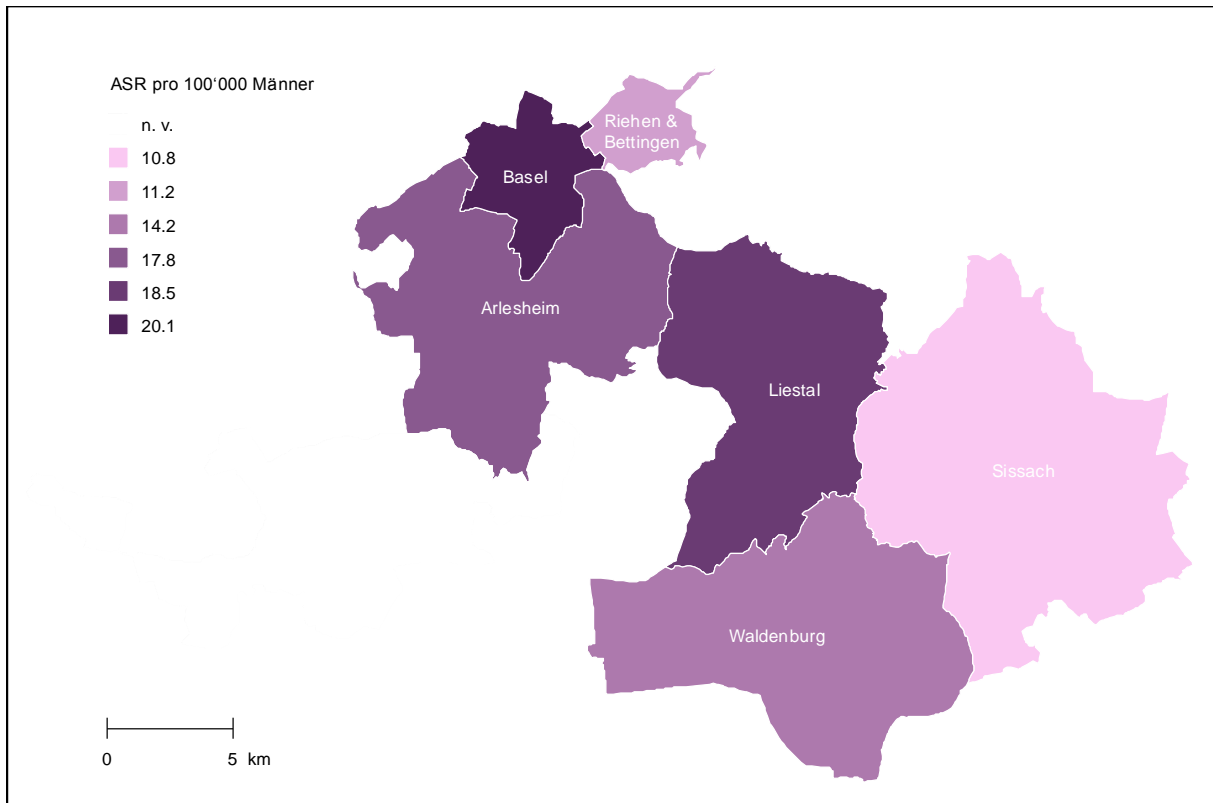 ASR pro 100‘000 Männer
n. v.
10.8
11.2
14.2
17.8
18.5
20.1
Riehen &
Bettingen
Basel
Arlesheim
Liestal
Sissach
Waldenburg
0 5 km